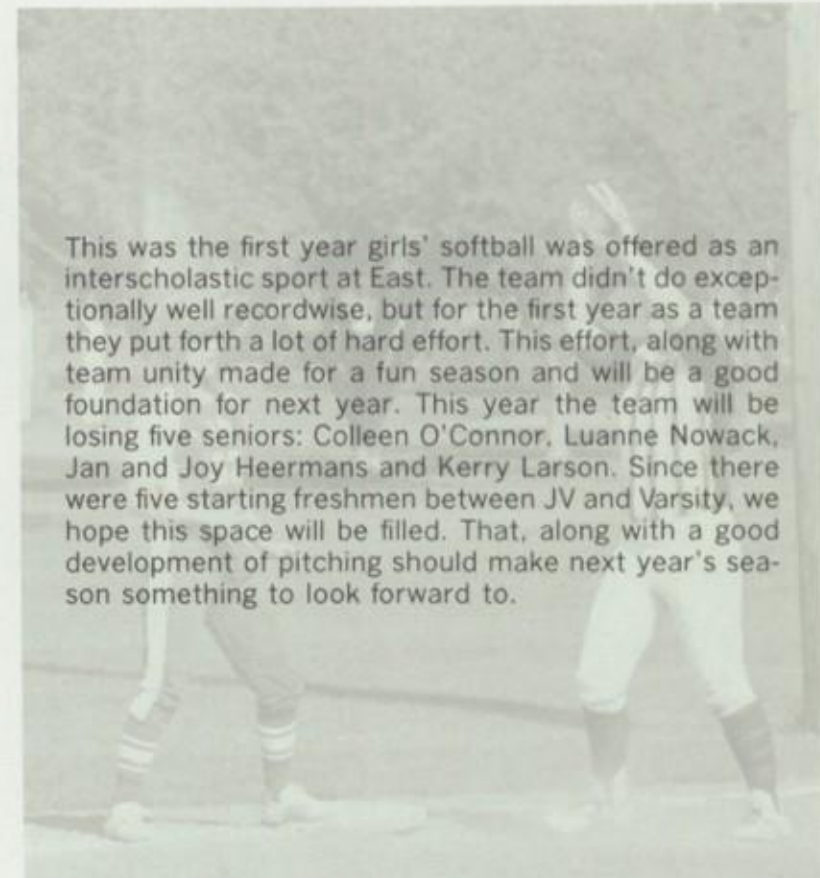 This was the first year girls' softball was offered as an
interscholastic sport at East. The team didn't do excep-
tionally well recordwise, but for the first year as a team
they put forth a lot of hard effort. This effort, along with
team unity made for a fun season and will be a good
foundation for next year. This year the team will be
losing five seniors: Colleen O'Connor, Luanne Nowack,
Jan and Joy Heermans and Kerry Larson. Since there
were five starting freshmen between JV and Varsity, we
hope this space will be filled. That, along with a good
development of pitching should make next year's sea-
son something to look forward to.